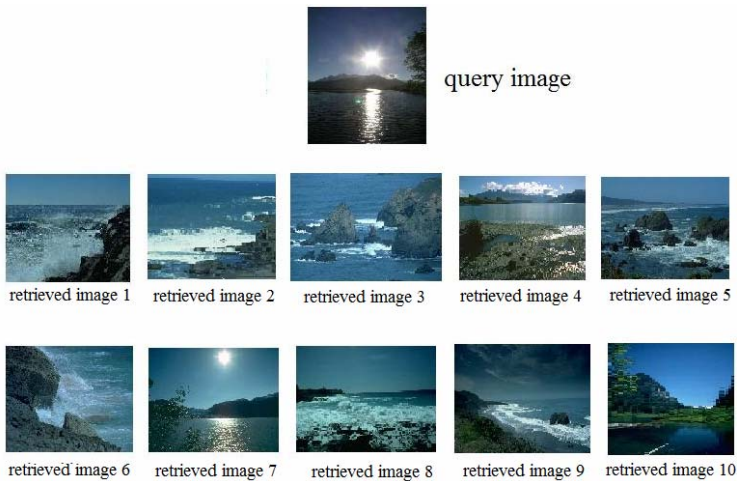 query image
retrieved image 1
retrieved image 2
retrieved image 3
retrieved image 4
retrieved image 5
retrieved image 6
retrieved image 7
retrieved image 8
retrieved image 9
retrieved image 10